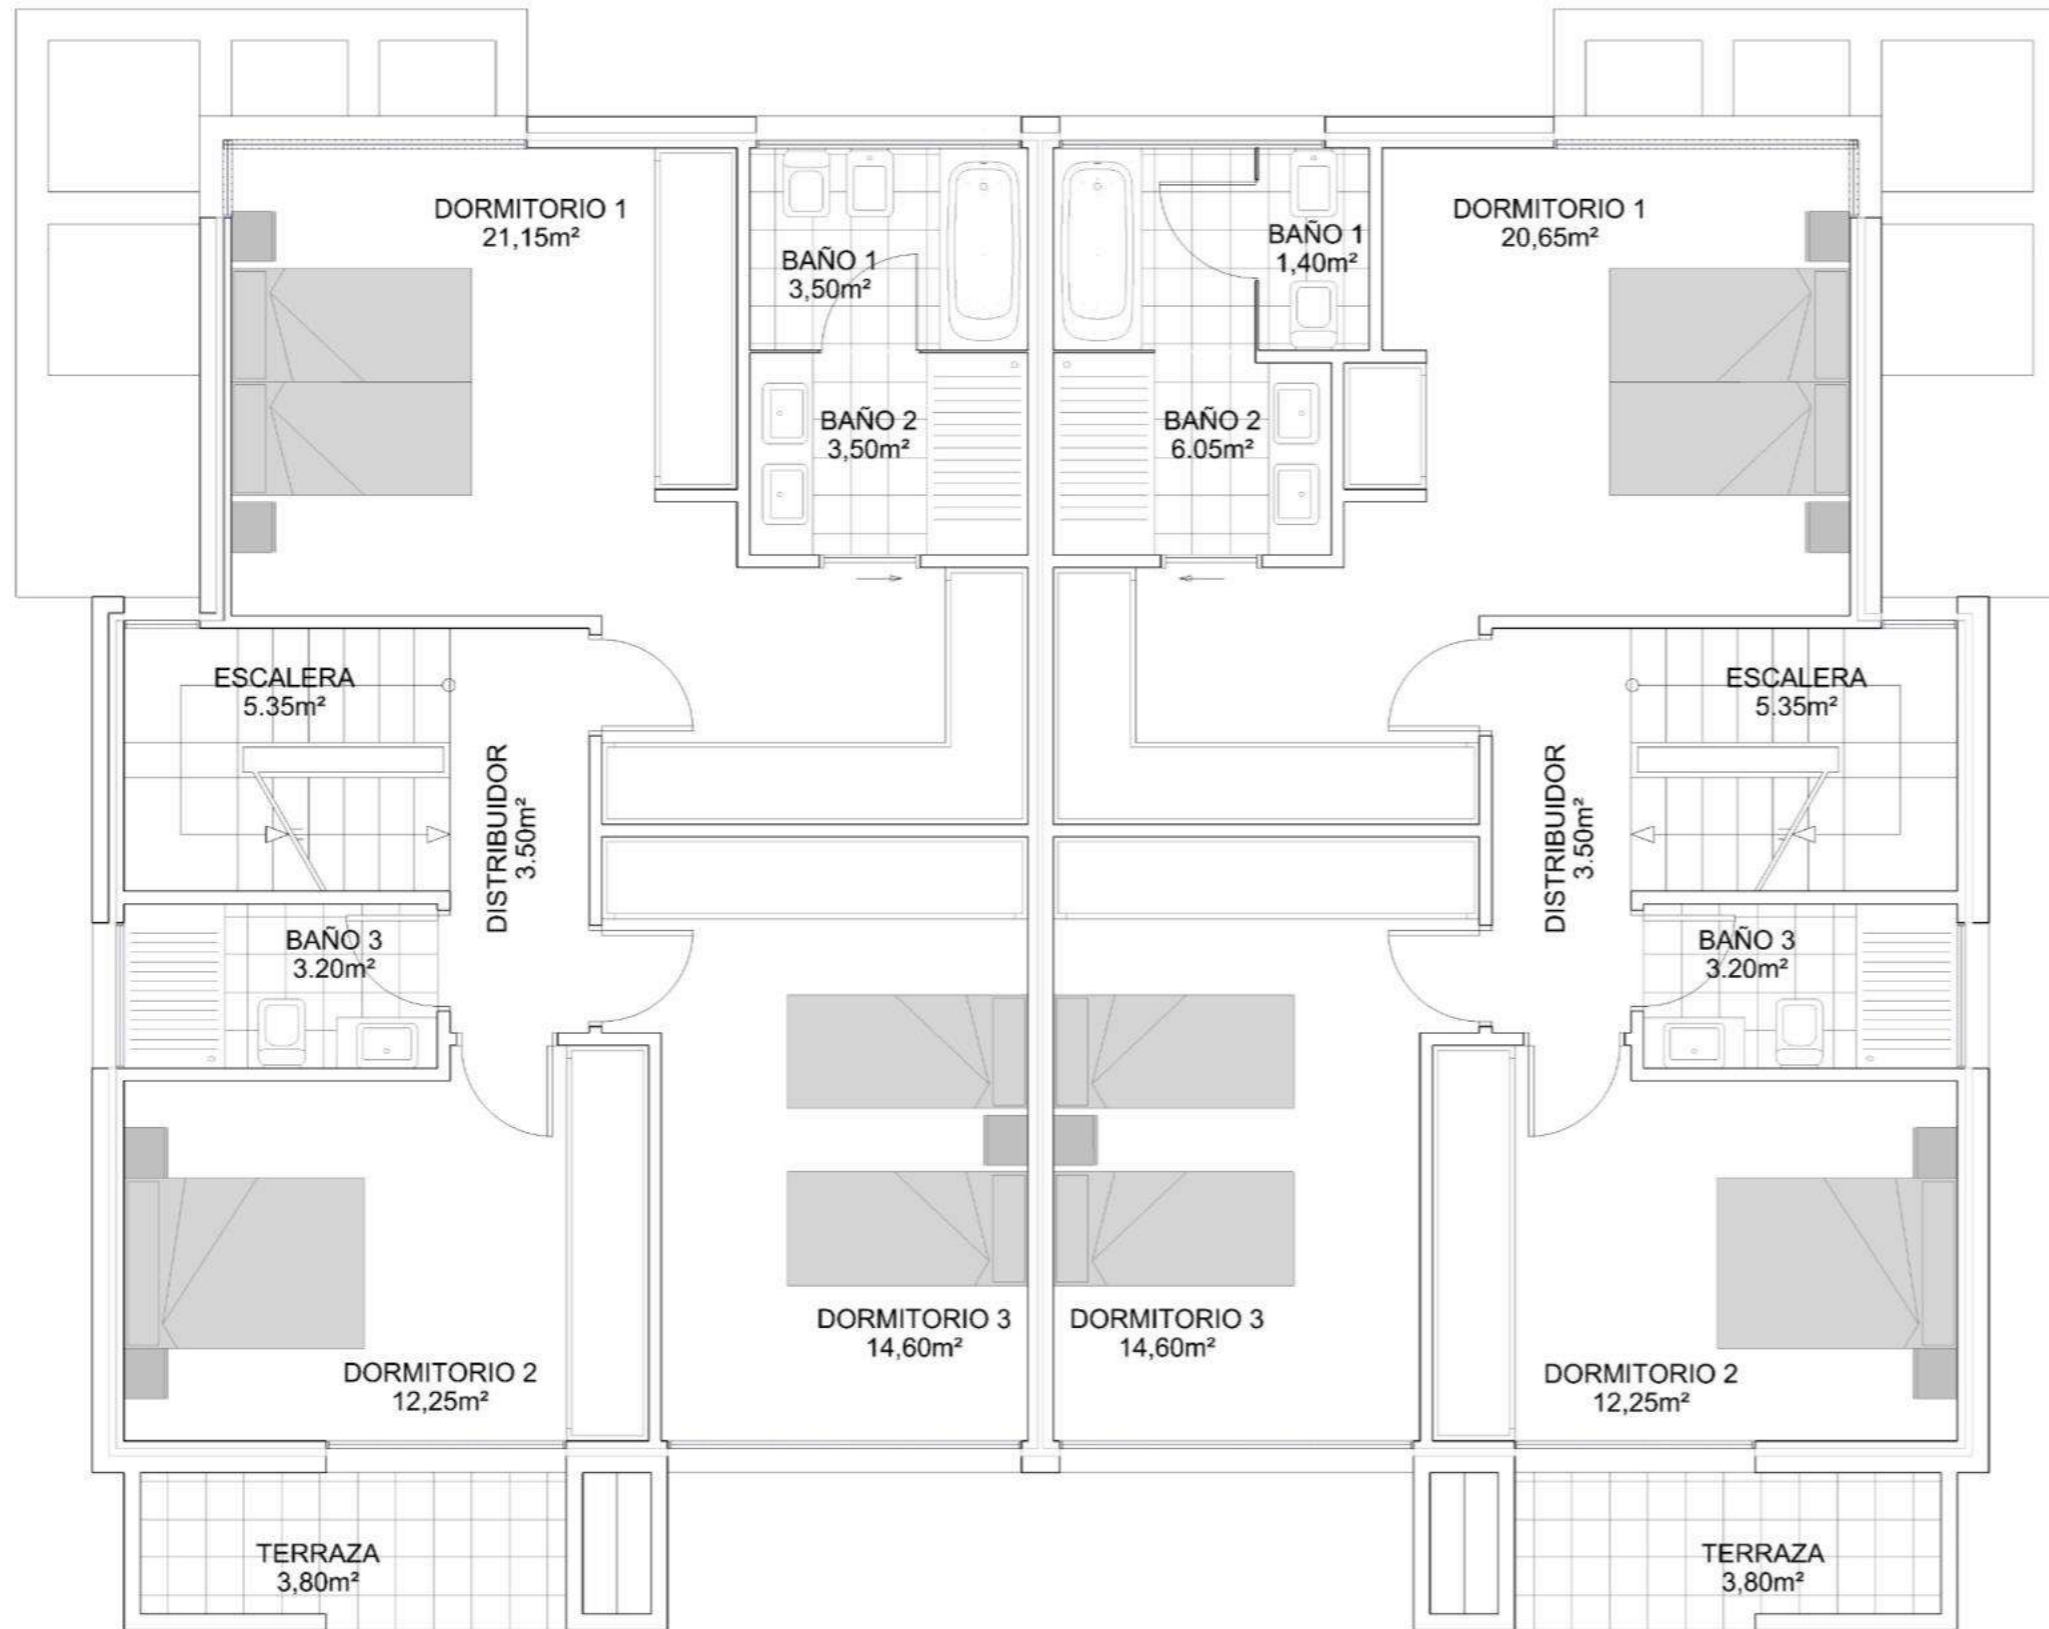 DORMITORIO 1
21,15m²
BAÑO 1
3,50m²
BAÑO 1
1,40m²
DORMITORIO 1
20,65m²
BAÑO 2
3,50m²
BAÑO 2
6.05m²
ESCALERA
5.35m²
DISTRIBUIDOR
3.50m²
DISTRIBUIDOR
3.50m²
ESCALERA
5.35m²
BAÑO 3
3.20m²
BAÑO 3
3.20m²
DORMITORIO 3
14,60m²
DORMITORIO 3
14,60m²
DORMITORIO 2
12,25m²
DORMITORIO 2
12,25m²
TERRAZA
3,80m²
TERRAZA
3,80m²